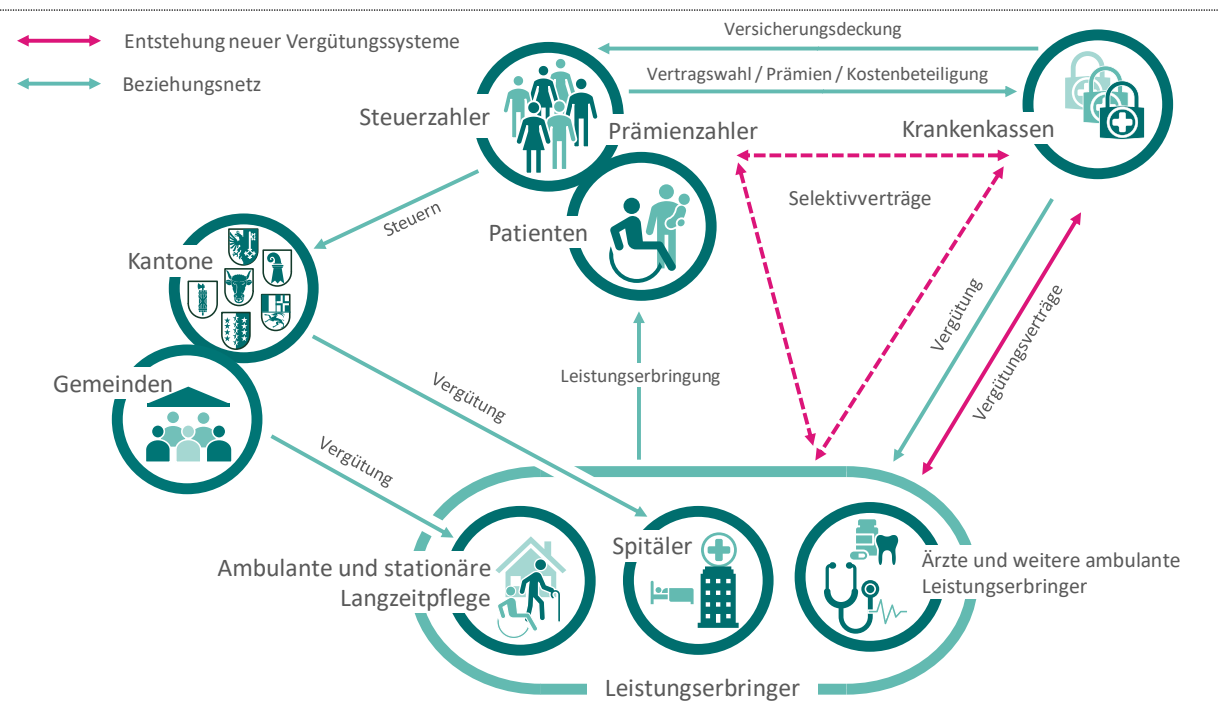 Entstehung neuer Vergütungssysteme
Beziehungsnetz
Versicherungsdeckung
Vertragswahl / Prämien / Kostenbeteiligung
Steuerzahler
Prämienzahler
Krankenkassen
Selektivverträge
Steuern
Patienten
Kantone
Gemeinden
Vergütung
Vergütung
Leistungserbringung
Vergütung
Vergütungsverträge
Ambulante und stationäre
Langzeitpflege
Spitäler
Ärzte und weitere ambulante
Leistungserbringer
Leistungserbringer